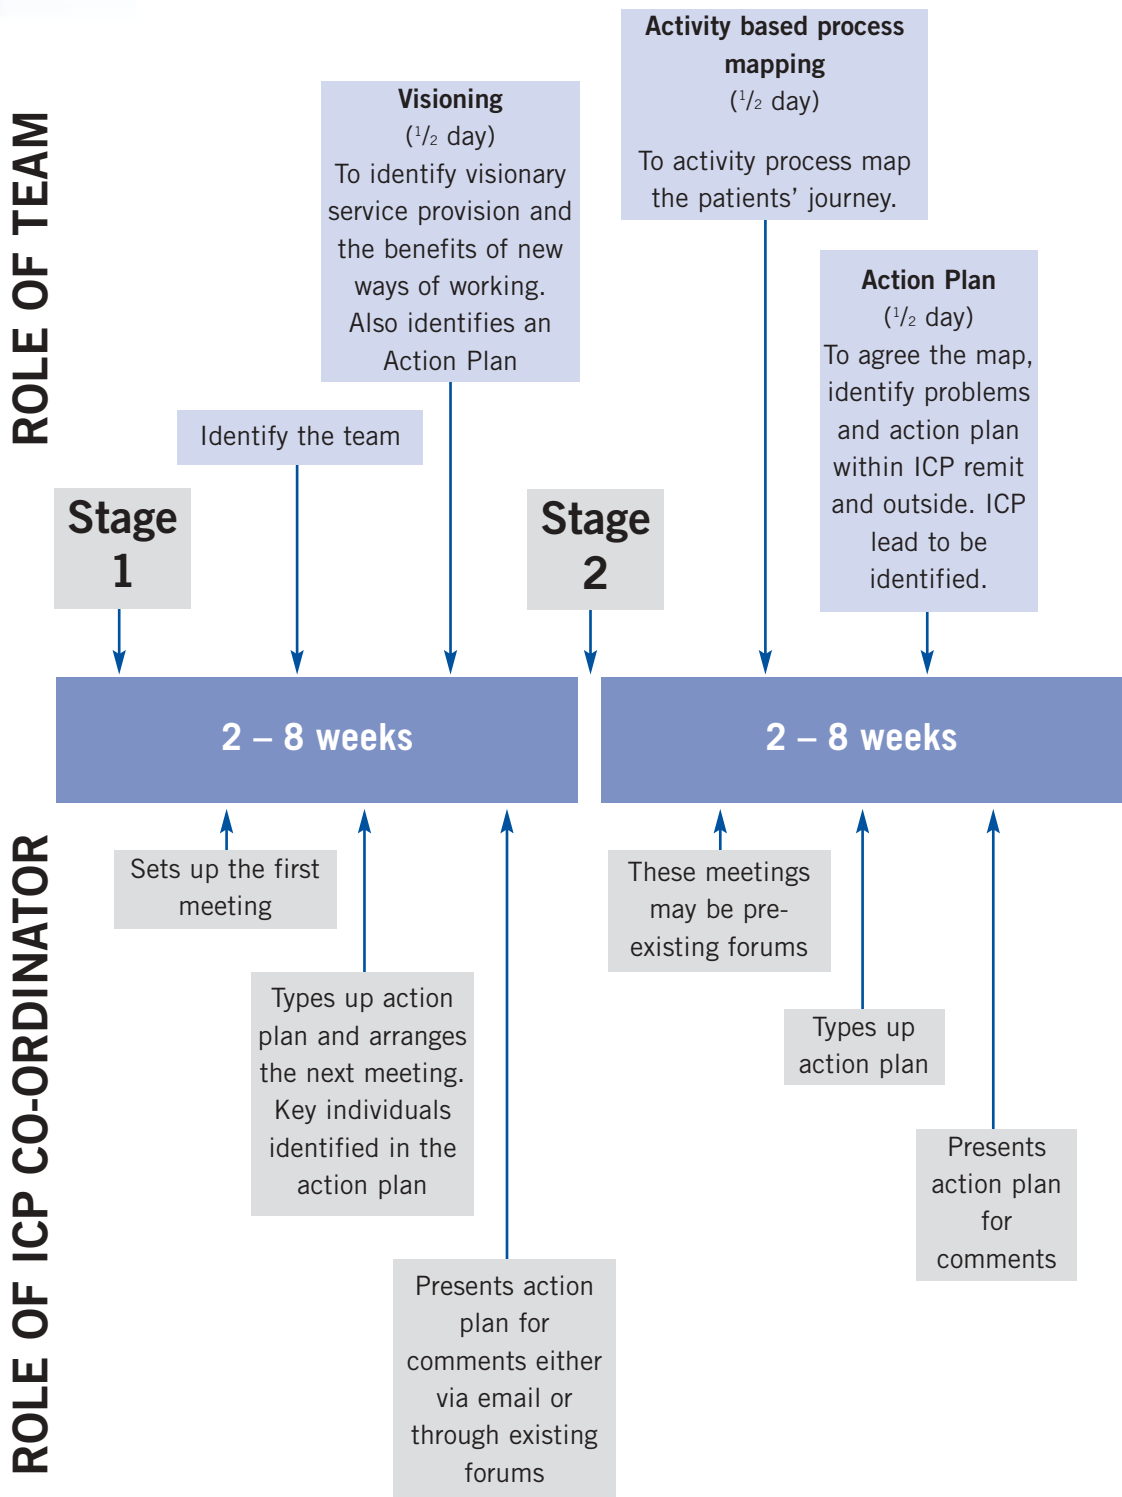 ROLE OF TEAM
Activity based process
mapping
(1/2 day)
To activity process map
the patients’ journey.
Visioning
(1/2 day)
To identify visionary
service provision and
the benefits of new
ways of working.
Also identifies an
Action Plan
Action Plan
(1/2 day)
To agree the map,
identify problems
and action plan
within ICP remit
and outside. ICP
lead to be
identified.
Identify the team
Stage
1
Stage
2
2 – 8 weeks
2 – 8 weeks
ROLE OF ICP CO-ORDINATOR
Sets up the first
meeting
Types up action
plan and arranges
the next meeting.
Key individuals
identified in the
action plan
Presents action
plan for
comments either
via email or
through existing
forums
These meetings
may be pre-
existing forums
Types up
action plan
Presents
action plan
for
comments